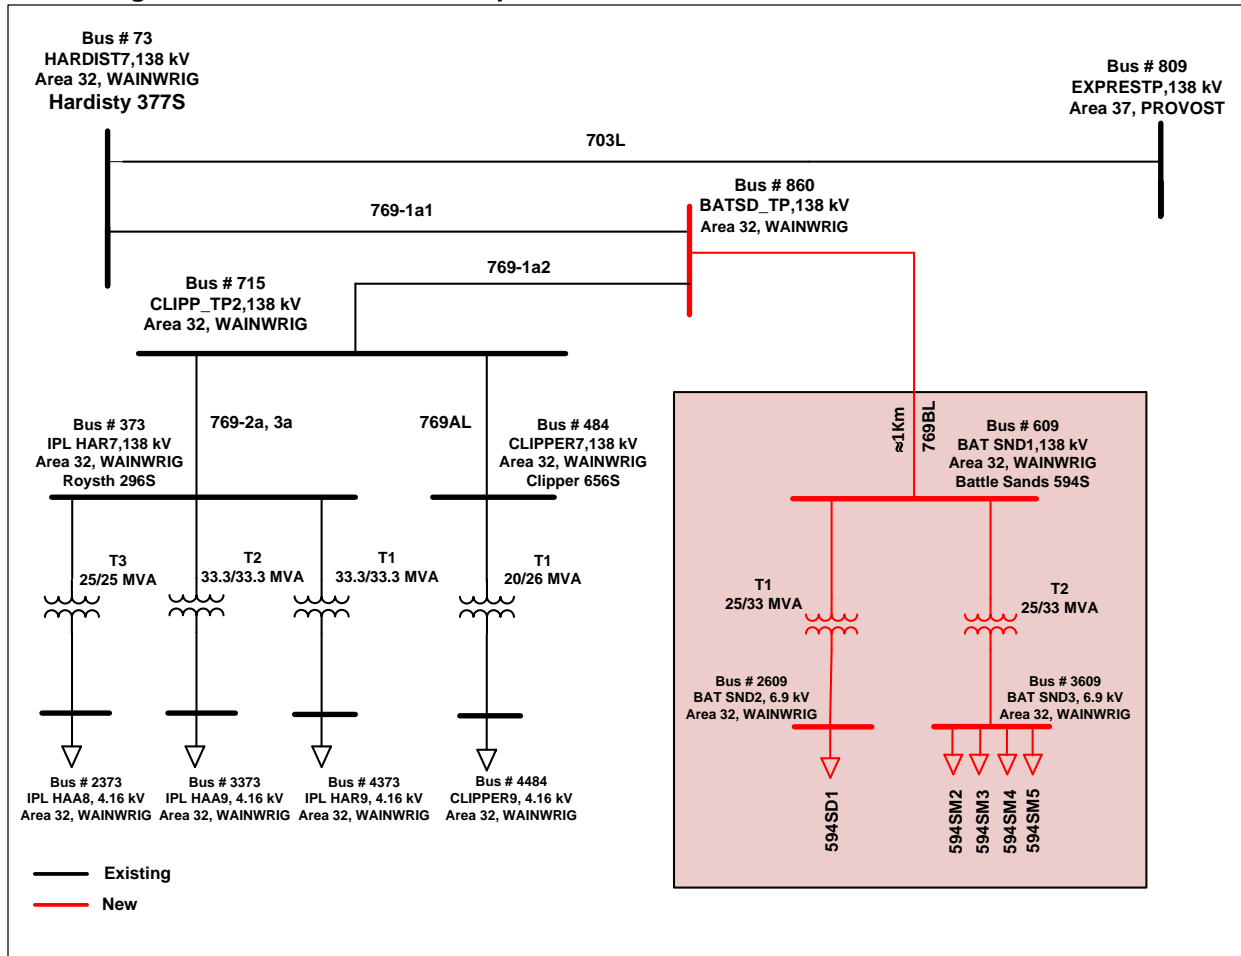 Bus # 73
HARDIST7,138 kV
Area 32, WAINWRIG
Hardisty 377S
Bus # 809
EXPRESTP,138 kV
Area 37, PROVOST
703L
Bus # 860
BATSD_TP,138 kV
Area 32, WAINWRIG
769-1a1
769-1a2
Bus # 715
CLIPP_TP2,138 kV
Area 32, WAINWRIG
769-2a, 3a
769AL
≈1Km
769BL
Bus # 373
IPL HAR7,138 kV
Area 32, WAINWRIG
Roysth 296S
Bus # 484
CLIPPER7,138 kV
Area 32, WAINWRIG
Clipper 656S
Bus # 609
BAT SND1,138 kV
Area 32, WAINWRIG
Battle Sands 594S
T3
25/25 MVA
T2
33.3/33.3 MVA
T1
33.3/33.3 MVA
T1
20/26 MVA
T1
25/33 MVA
T2
25/33 MVA
Bus # 2609
BAT SND2, 6.9 kV
Area 32, WAINWRIG
Bus # 3609
BAT SND3, 6.9 kV
Area 32, WAINWRIG
Bus # 2373
IPL HAA8, 4.16 kV
Area 32, WAINWRIG
Bus # 3373
IPL HAA9, 4.16 kV
Area 32, WAINWRIG
Bus # 4373
IPL HAR9, 4.16 kV
Area 32, WAINWRIG
Bus # 4484
CLIPPER9, 4.16 kV
Area 32, WAINWRIG
594SD1
594SM2
594SM3
594SM4
594SM5
Existing
New